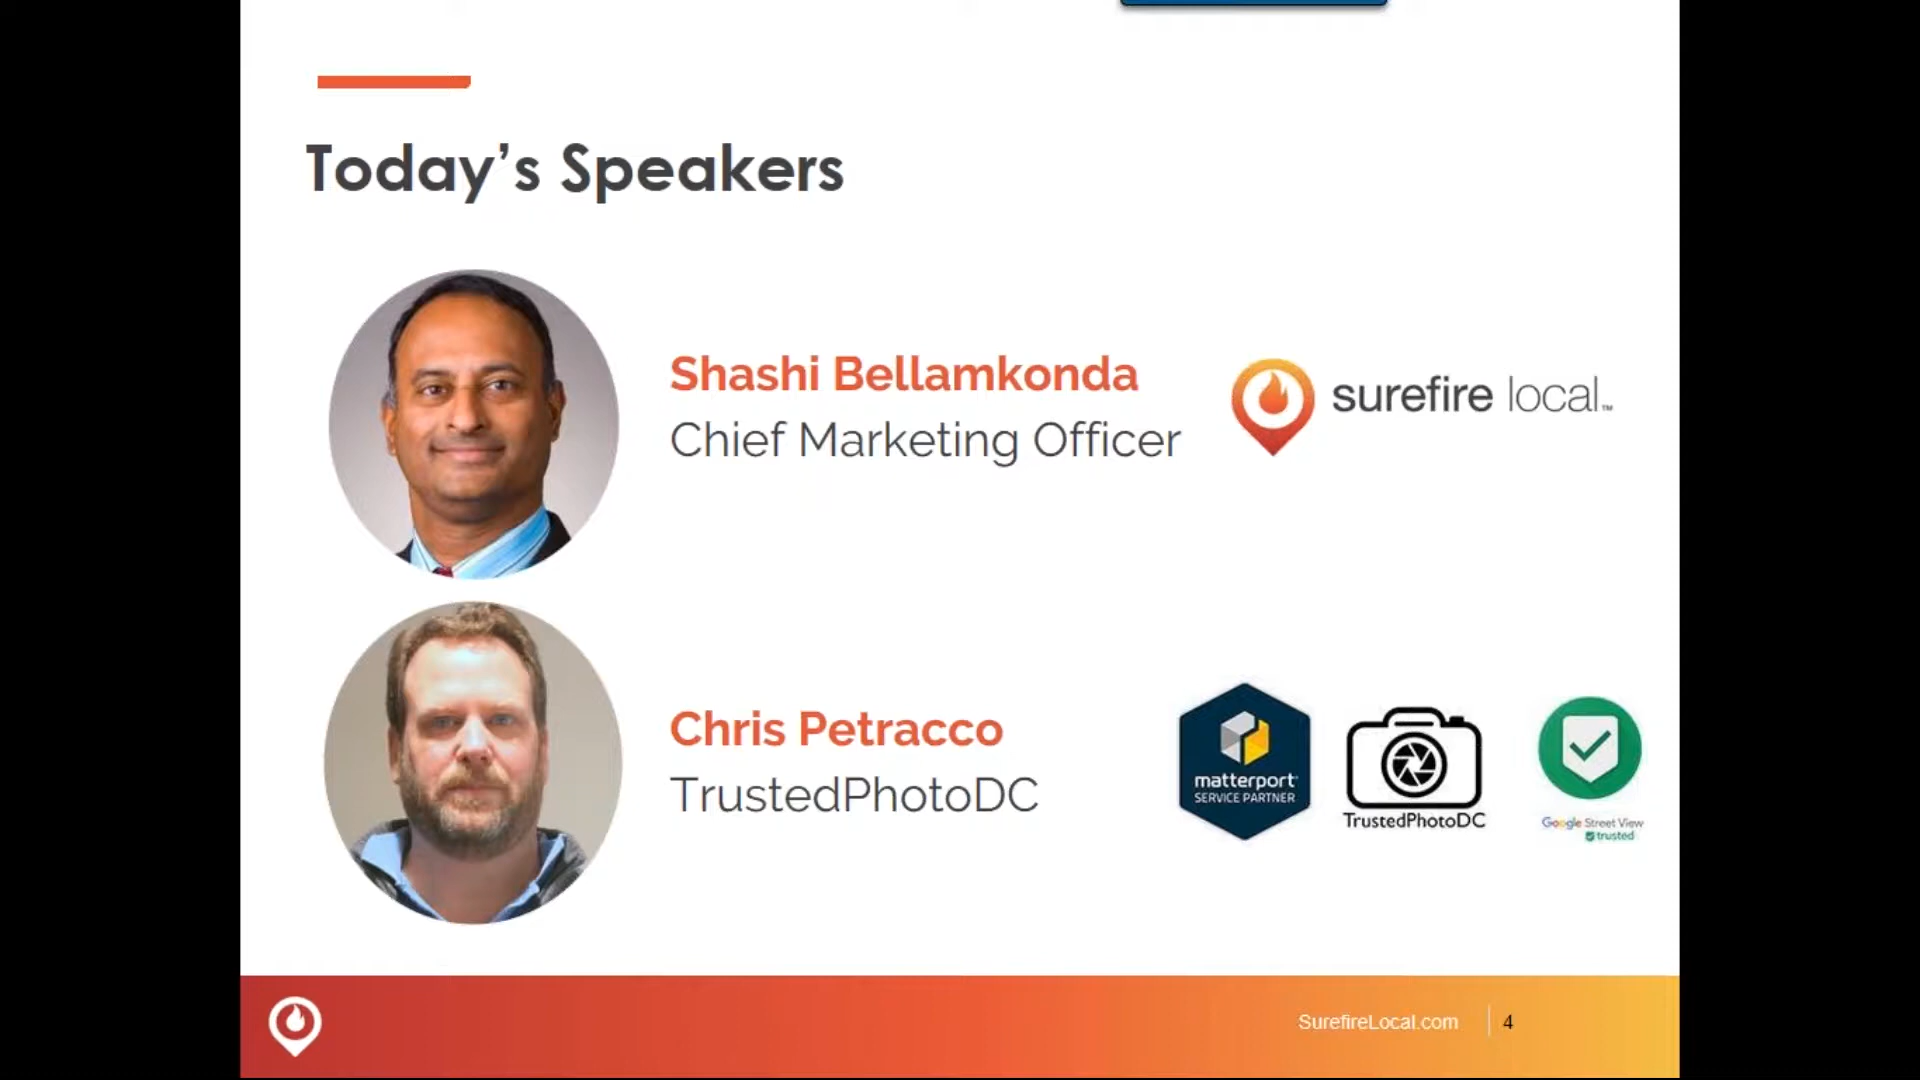 Today’s Speakers
Shashi Bellamkonda
Chief Marketing Officer
surefire local™
Chris Petracco
TrustedPhotoDC
matterport®
SERVICE PARTNER
TrustedPhotoDC
Google Street View
trusted
SurefireLocal.com
4